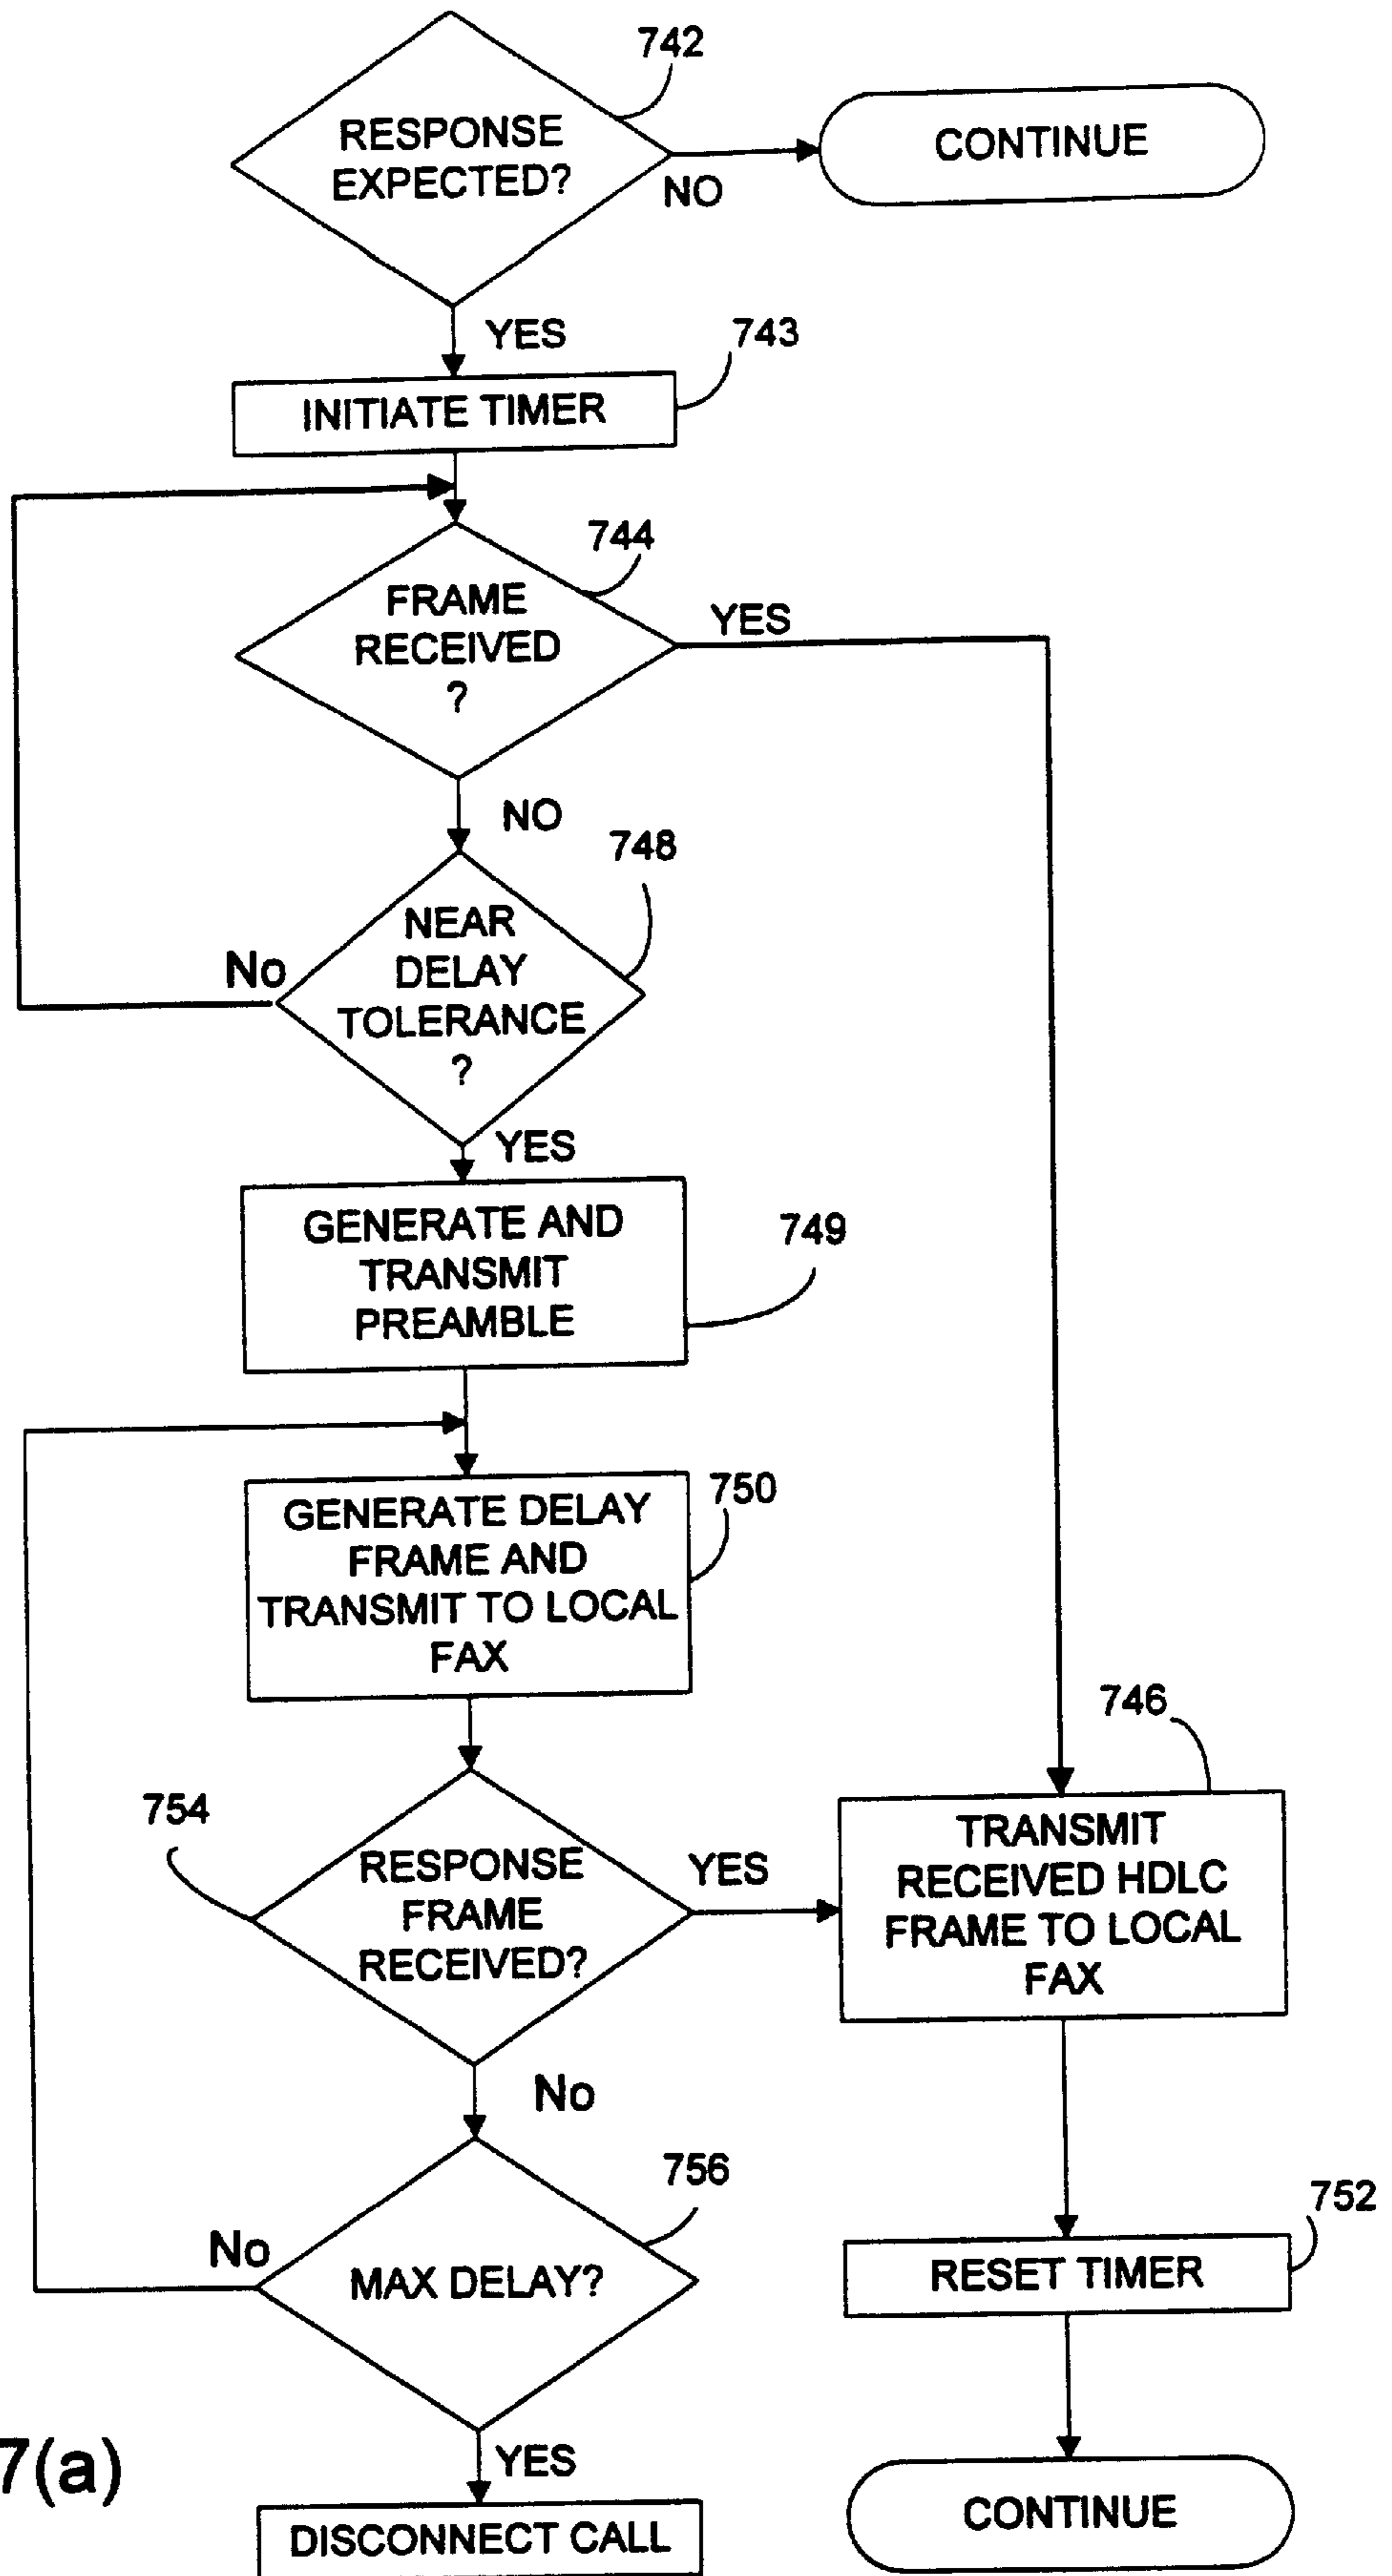 742
RESPONSE
EXPECTED?
NO
CONTINUE
YES
743
INITIATE TIMER
744
FRAME
RECEIVED
?
YES
NO
748
NEAR
DELAY
TOLERANCE
?
No
YES
GENERATE AND
TRANSMIT
PREAMBLE
749
GENERATE DELAY
FRAME AND
TRANSMIT TO LOCAL
FAX
750
754
RESPONSE
FRAME
RECEIVED?
YES
746
TRANSMIT
RECEIVED HDLC
FRAME TO LOCAL
FAX
No
756
MAX DELAY?
No
752
RESET TIMER
7(a)
YES
DISCONNECT CALL
CONTINUE